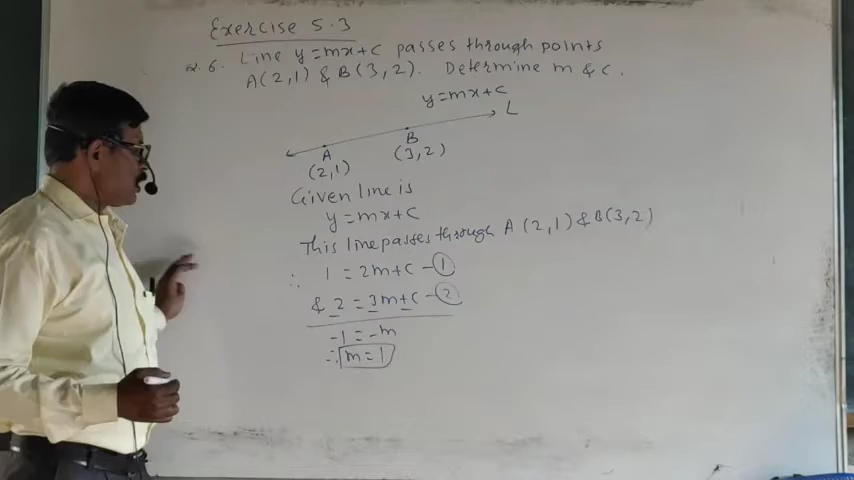 Exercise 5.3
Q.6. Line y=mx+c passes through points
A(2,1) & B(3,2). Determine m & c.
y=mx+c
L
A
B
(2,1)
(3,2)
Given line is
y=mx+c
This line passes through A(2,1) & B(3,2)
∴ 1 = 2m+c – ①
& 2 = 3m+c – ②
-1 = -m
∴ m=1